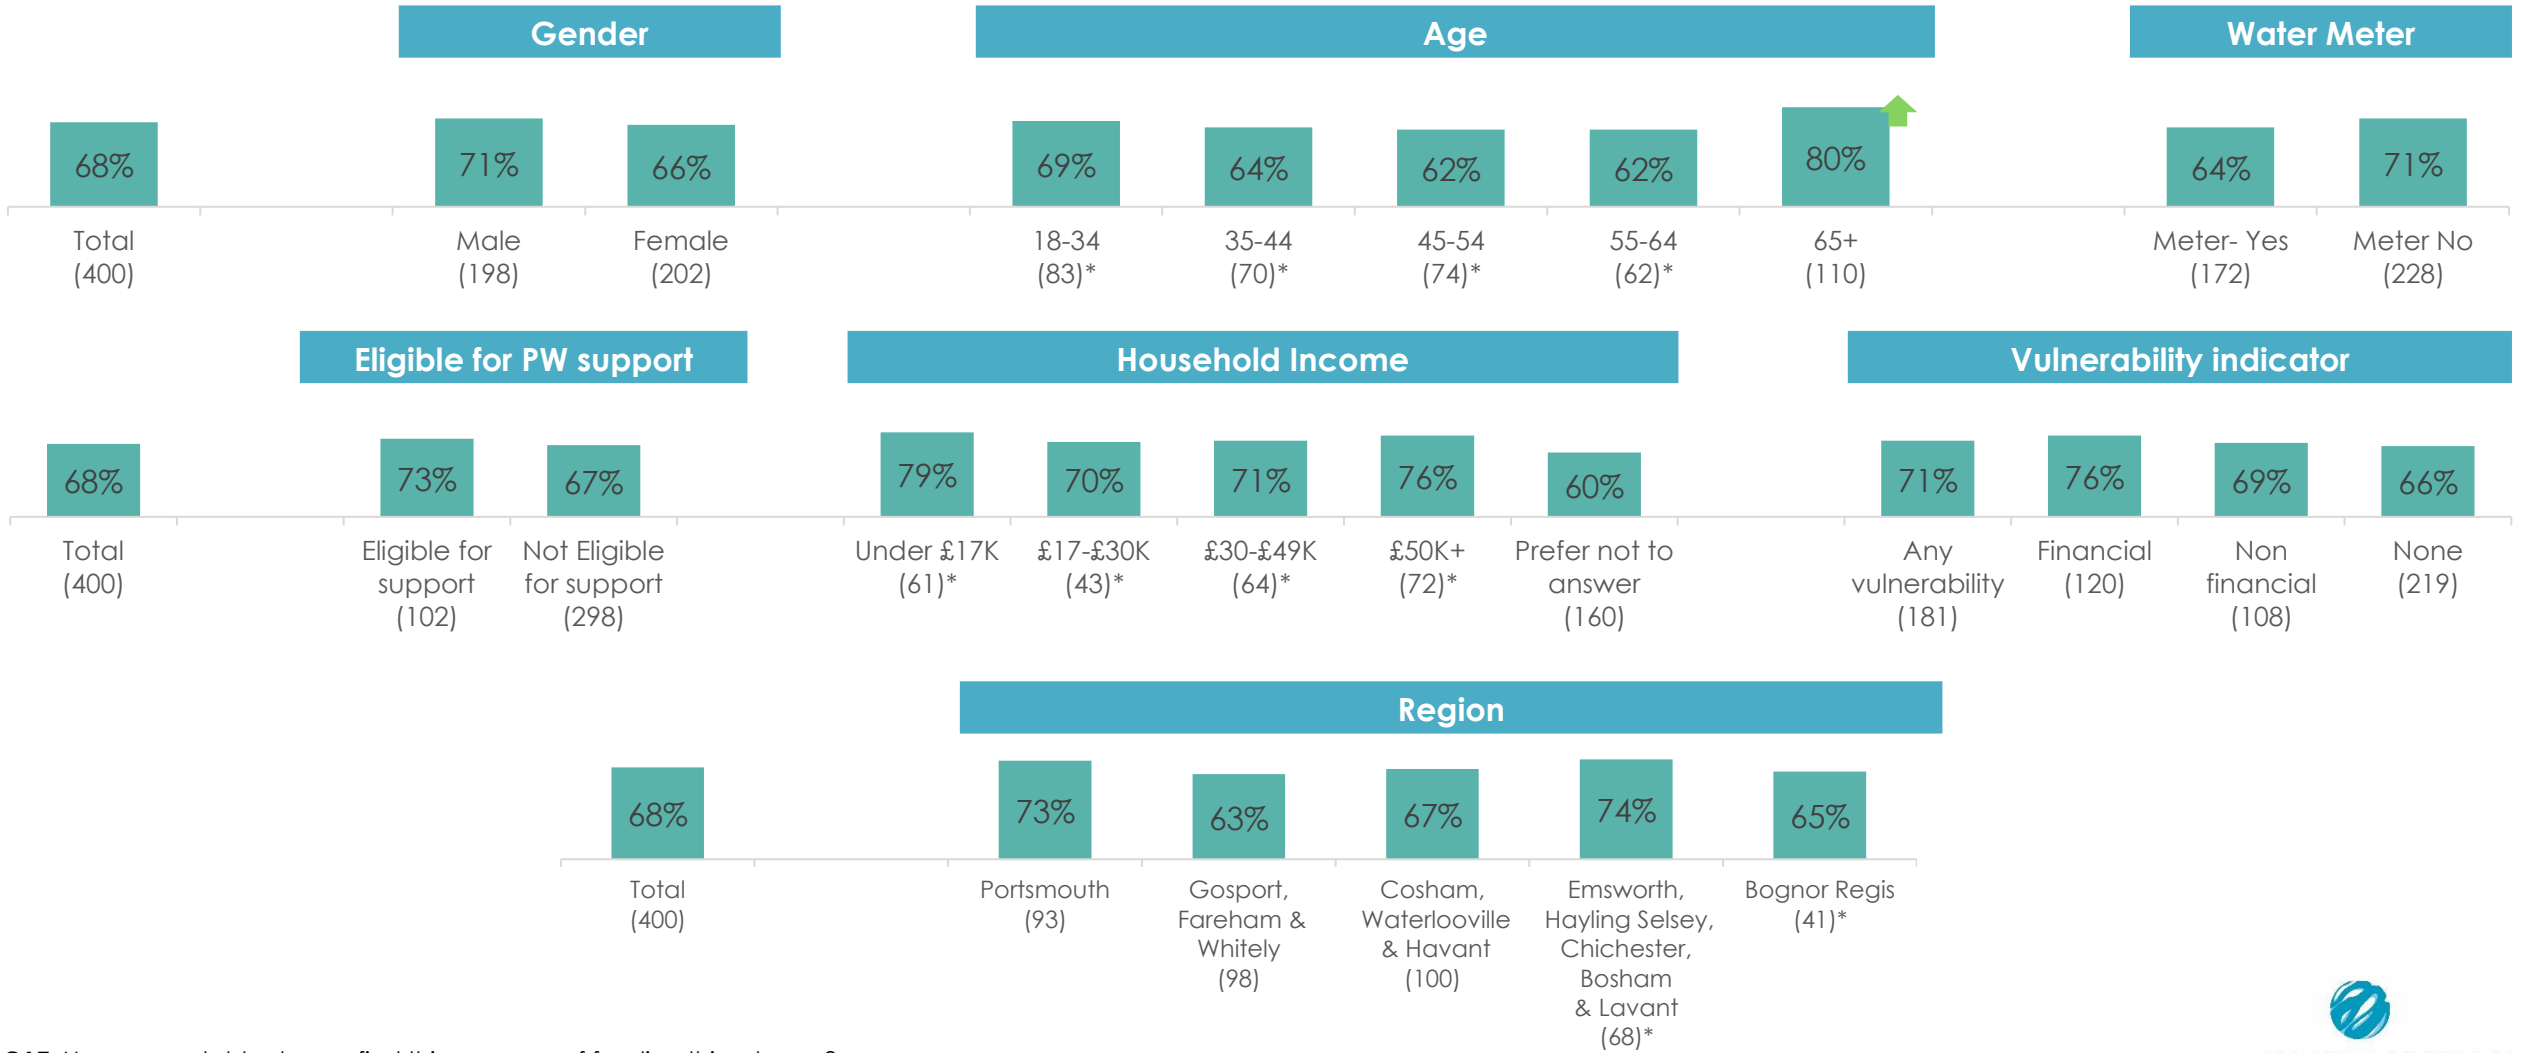 Gender
Age
Water Meter
68%
71%
66%
69%
64%
62%
62%
80%
64%
71%
Total
(400)
Male
(198)
Female
(202)
18-34
(83)*
35-44
(70)*
45-54
(74)*
55-64
(62)*
65+
(110)
Meter- Yes
(172)
Meter No
(228)
Eligible for PW support
Household Income
Vulnerability indicator
68%
73%
67%
79%
70%
71%
76%
60%
71%
76%
69%
66%
Total
(400)
Eligible for
support
(102)
Not Eligible
for support
(298)
Under £17K
(61)*
£17-£30K
(43)*
£30-£49K
(64)*
£50K+
(72)*
Prefer not to
answer
(160)
Any
vulnerability
(181)
Financial
(120)
Non
financial
(108)
None
(219)
Region
68%
73%
63%
67%
74%
65%
Total
(400)
Portsmouth
(93)
Gosport,
Fareham &
Whitely
(98)
Cosham,
Waterlooville
& Havant
(100)
Emsworth,
Hayling Selsey,
Chichester,
Bosham
& Lavant
(68)*
Bognor Regis
(41)*